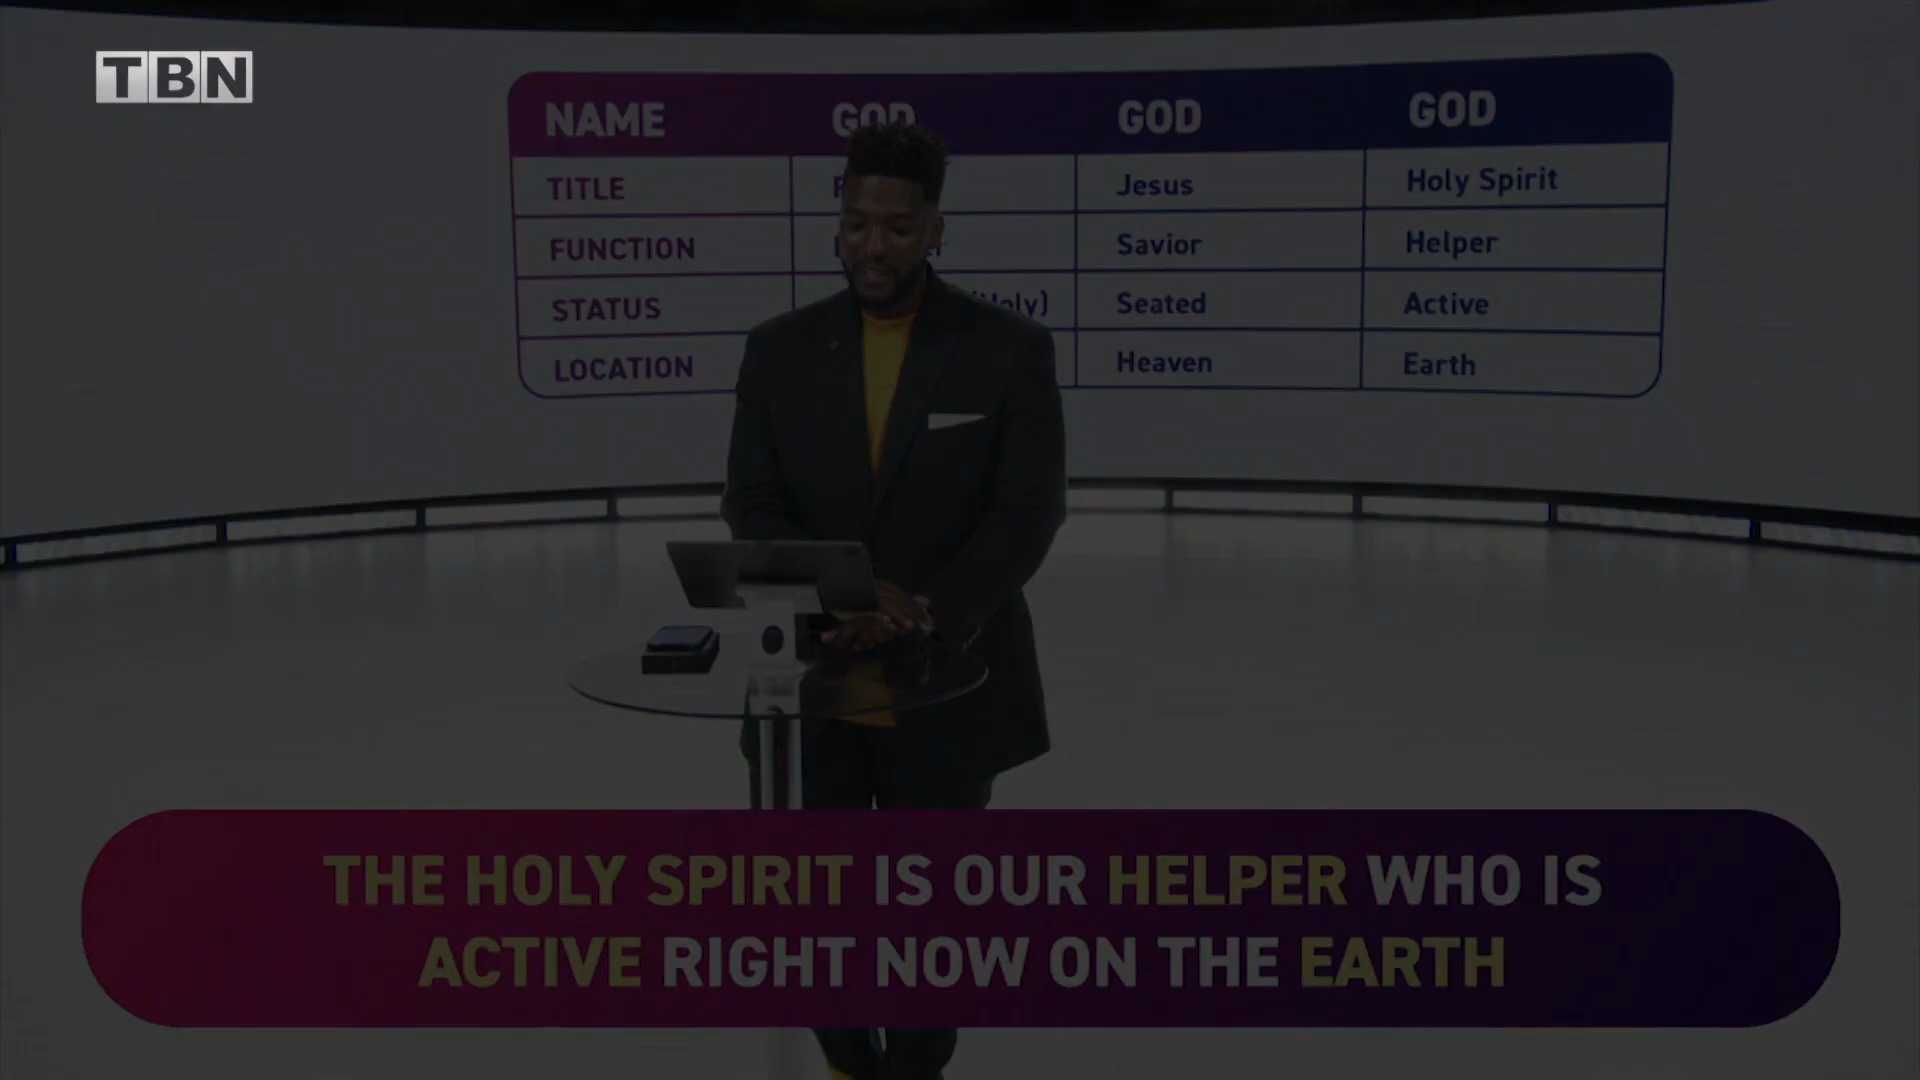 TBN
NAME GOD GOD GOD
TITLE Jesus Holy Spirit
FUNCTION Savior Helper
STATUS (Holy) Seated Active
LOCATION Heaven Earth
THE HOLY SPIRIT IS OUR HELPER WHO IS
ACTIVE RIGHT NOW ON THE EARTH